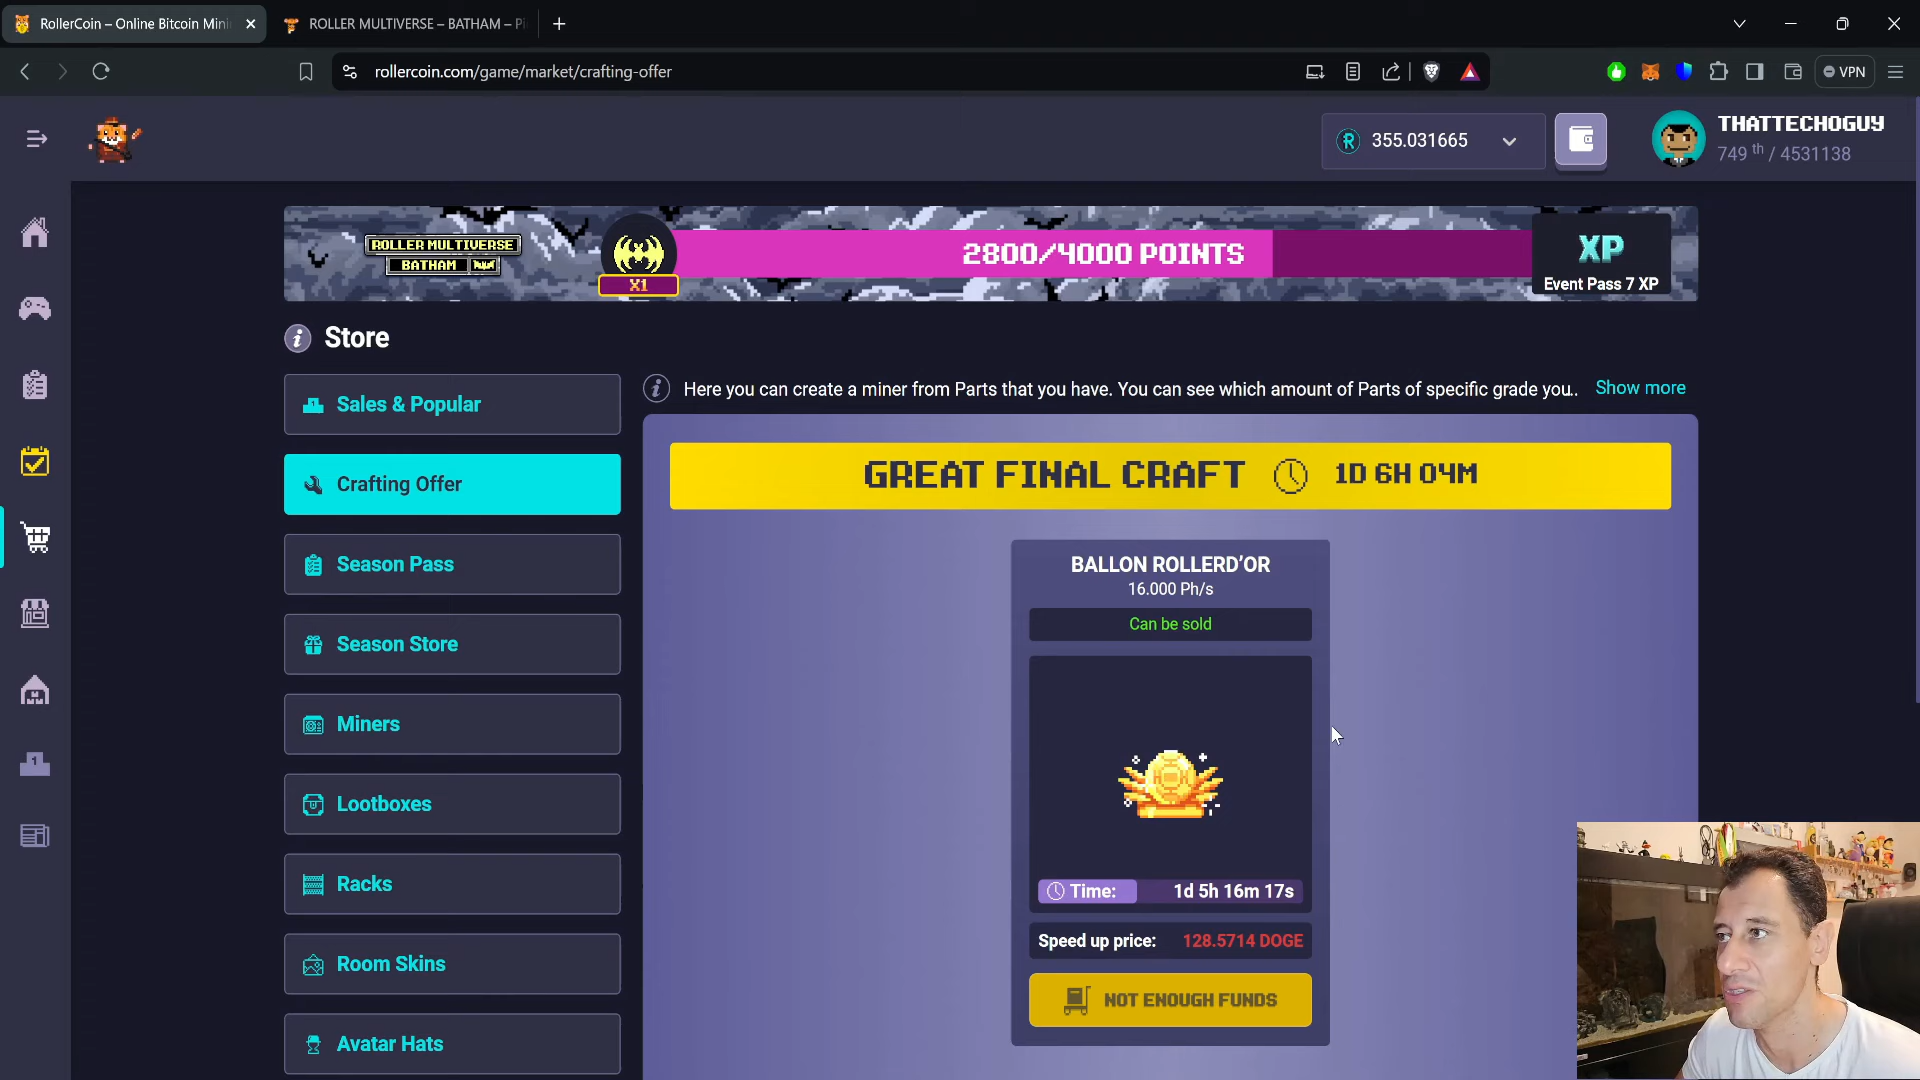 RollerCoin – Online Bitcoin Mini
ROLLER MULTIVERSE – BATHAM – Pi
rollercoin.com/game/market/crafting-offer
VPN
355.031665
THATTECHOGUY
749 th / 4531138
ROLLER MULTIVERSE
BATHAM
X1
2800/4000 POINTS
XP
Event Pass 7 XP
Store
Here you can create a miner from Parts that you have. You can see which amount of Parts of specific grade you.. Show more
Sales & Popular
Crafting Offer
Season Pass
Season Store
Miners
Lootboxes
Racks
Room Skins
Avatar Hats
GREAT FINAL CRAFT 1D 6H 04M
BALLON ROLLERD’OR
16.000 Ph/s
Can be sold
Time: 1d 5h 16m 17s
Speed up price: 128.5714 DOGE
NOT ENOUGH FUNDS